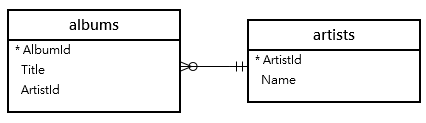 albums
* AlbumId
Title
ArtistId
artists
* ArtistId
Name